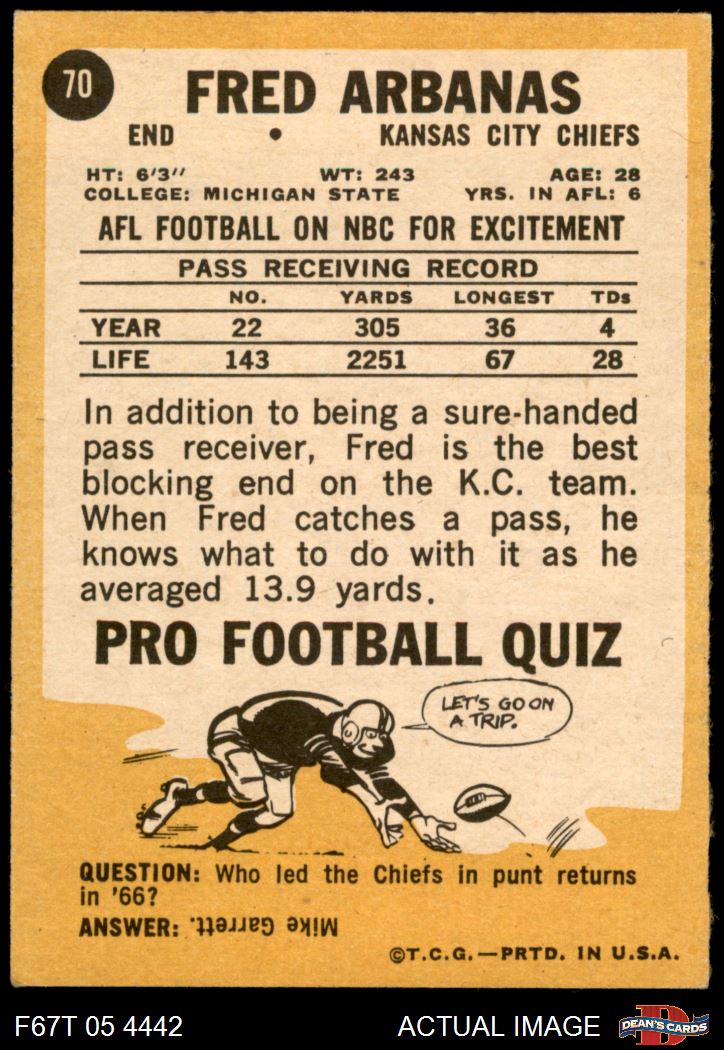 70
FRED ARBANAS
END • KANSAS CITY CHIEFS
HT: 6'3" WT: 243 AGE: 28
COLLEGE: MICHIGAN STATE YRS. IN AFL: 6
AFL FOOTBALL ON NBC FOR EXCITEMENT
PASS RECEIVING RECORD
NO. YARDS LONGEST TDs
YEAR 22 305 36 4
LIFE 143 2251 67 28
In addition to being a sure-handed
pass receiver, Fred is the best
blocking end on the K.C. team.
When Fred catches a pass, he
knows what to do with it as he
averaged 13.9 yards.
PRO FOOTBALL QUIZ
LET'S GO ON
A TRIP.
QUESTION: Who led the Chiefs in punt returns
in '66?
ANSWER: Mike Garrett.
©T.C.G.—PRTD. IN U.S.A.
F67T 05 4442 ACTUAL IMAGE
D
DEAN'S CARDS